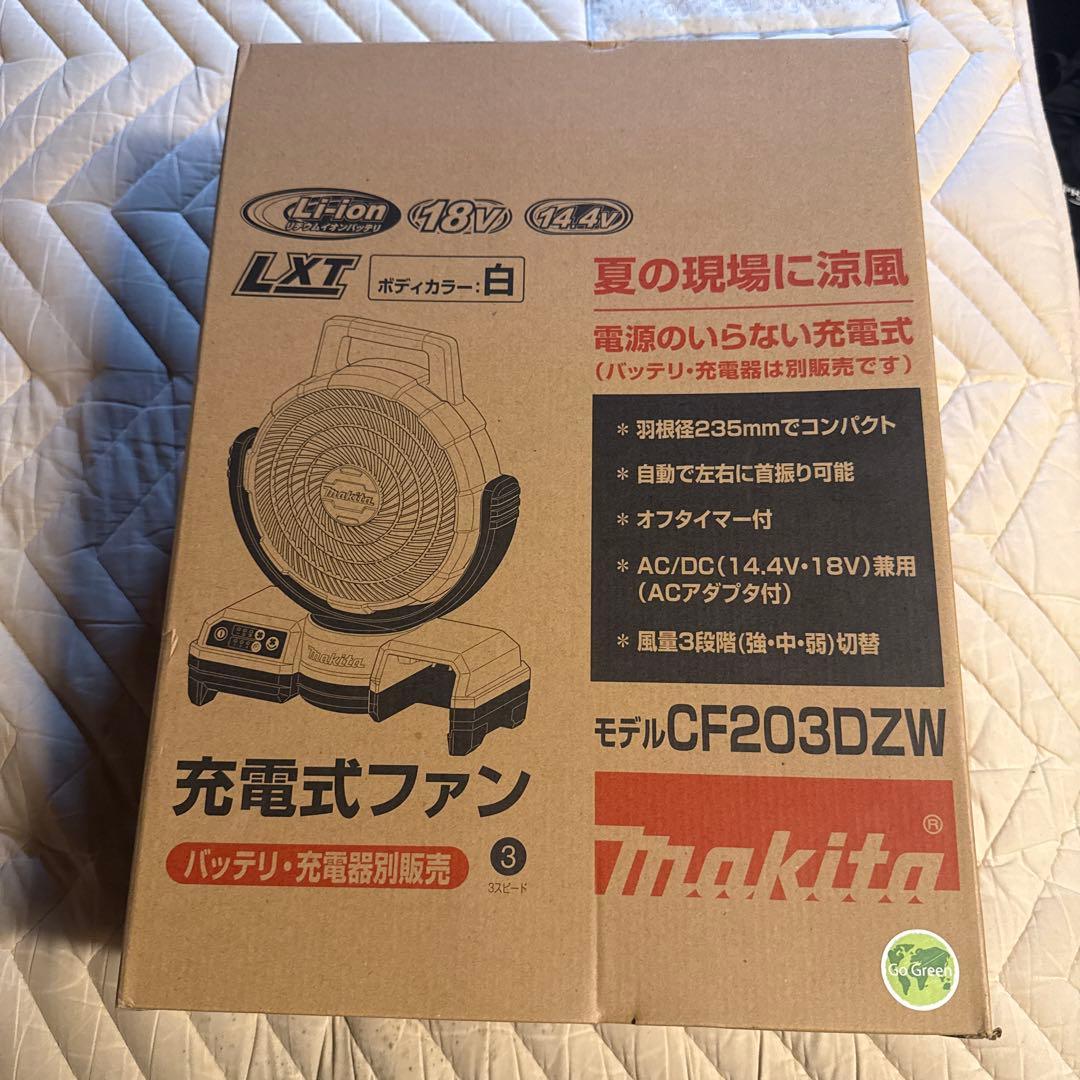 Li-ion
リチウムイオンバッテリ
18V
14.4V
LXT
ボディカラー：白
夏の現場に涼風
電源のいらない充電式
（バッテリ・充電器は別販売です）
＊ 羽根径235mmでコンパクト
＊ 自動で左右に首振り可能
＊ オフタイマー付
＊ AC/DC（14.4V・18V）兼用
（ACアダプタ付）
＊ 風量3段階（強・中・弱）切替
makita
makita
モデルCF203DZW
充電式ファン
バッテリ・充電器別販売
3
3スピード
makita®
Go Green